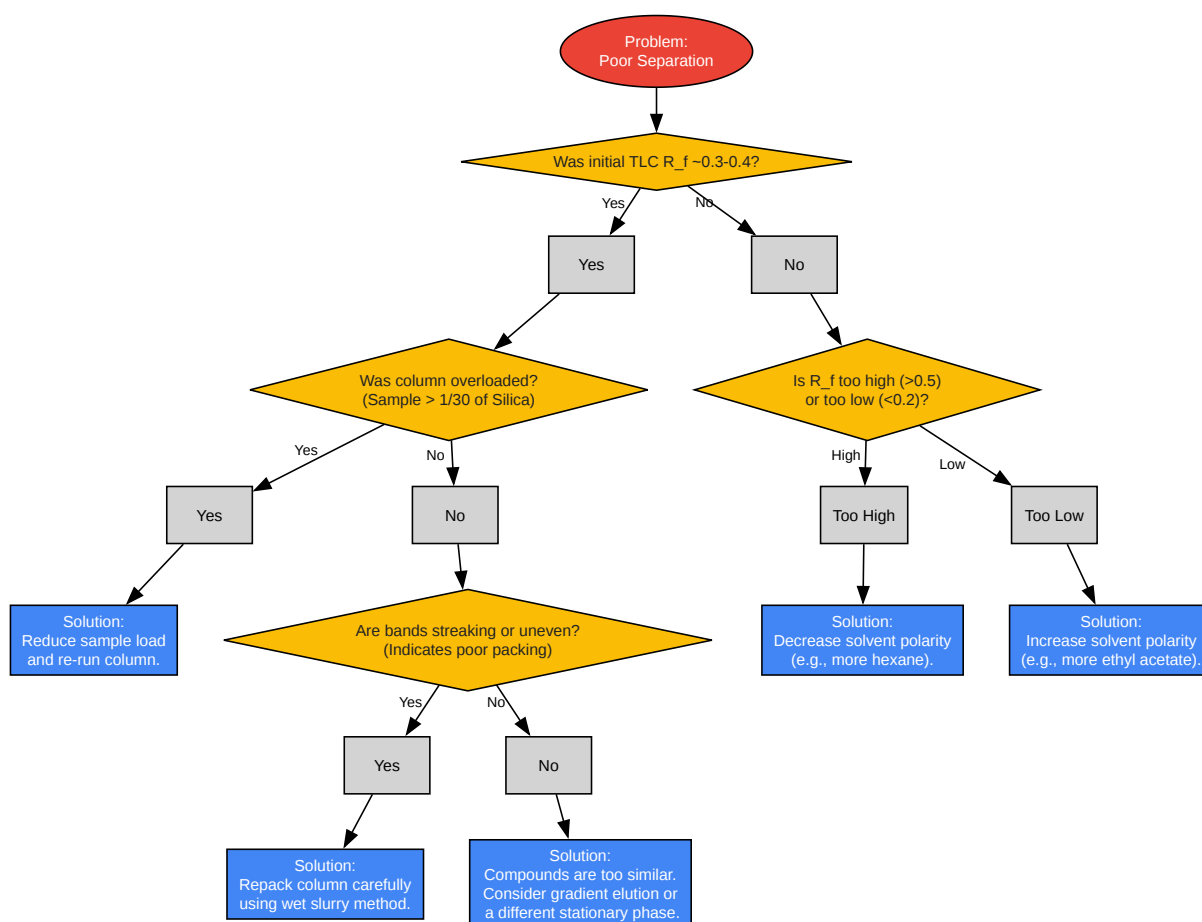 Problem:
Poor Separation
Was initial TLC R_f ~0.3-0.4?
Yes
No
Yes
No
Was column overloaded?
(Sample > 1/30 of Silica)
Is R_f too high (>0.5)
or too low (<0.2)?
Yes
No
High
Low
Yes
No
Too High
Too Low
Solution:
Reduce sample load
and re-run column.
Are bands streaking or uneven?
(Indicates poor packing)
Solution:
Decrease solvent polarity
(e.g., more hexane).
Solution:
Increase solvent polarity
(e.g., more ethyl acetate).
Yes
No
Yes
No
Solution:
Repack column carefully
using wet slurry method.
Solution:
Compounds are too similar.
Consider gradient elution or
a different stationary phase.